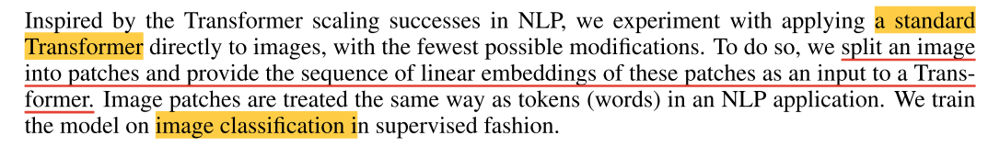 Inspired by the Transformer scaling successes in NLP, we experiment with applying a standard
Transformer directly to images, with the fewest possible modifications. To do so, we split an image
into patches and provide the sequence of linear embeddings of these patches as an input to a Trans-
former. Image patches are treated the same way as tokens (words) in an NLP application. We train
the model on image classification in supervised fashion.